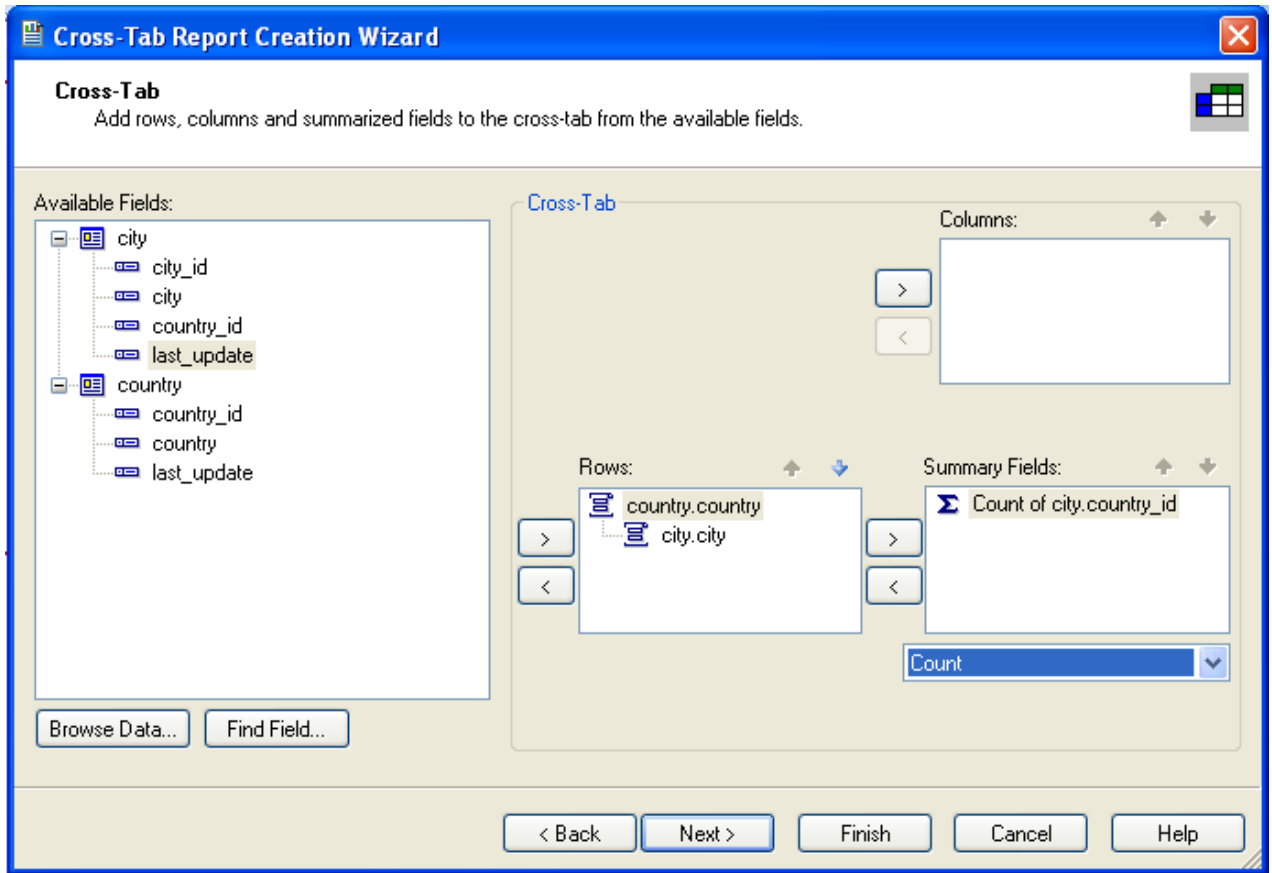 Cross-Tab Report Creation Wizard
Cross-Tab
Add rows, columns and summarized fields to the cross-tab from the available fields.
Available Fields:
city
city_id
city
country_id
last_update
country
country_id
country
last_update
Browse Data...
Find Field...
Cross-Tab
Columns:
>
<
Rows:
country.country
city.city
>
<
Summary Fields:
Σ Count of city.country_id
>
<
Count
< Back
Next >
Finish
Cancel
Help